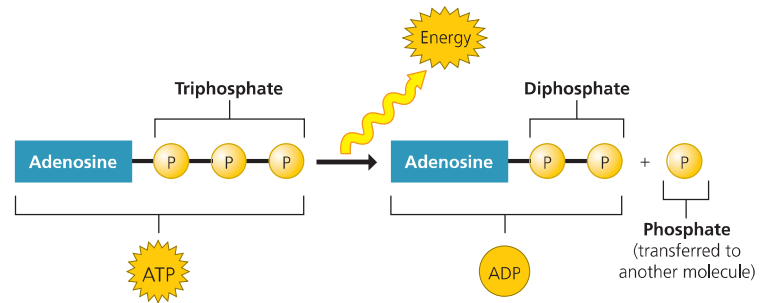 Energy
Triphosphate
Diphosphate
Adenosine P P P
Adenosine P P + P
Phosphate
(transferred to
another molecule)
ATP
ADP